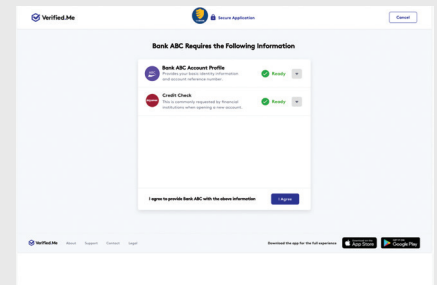 Verified.Me
Secure Application
Cancel
Bank ABC Requires the Following Information
Bank ABC Account Profile
Provides your basic identity information
and account reference number.
Ready
Credit Check
This is commonly requested by financial
institutions when opening a new account.
Ready
I agree to provide Bank ABC with the above information
I Agree
Verified.Me
About
Support
Contact
Legal
Download the app for the full experience
App Store
Google Play